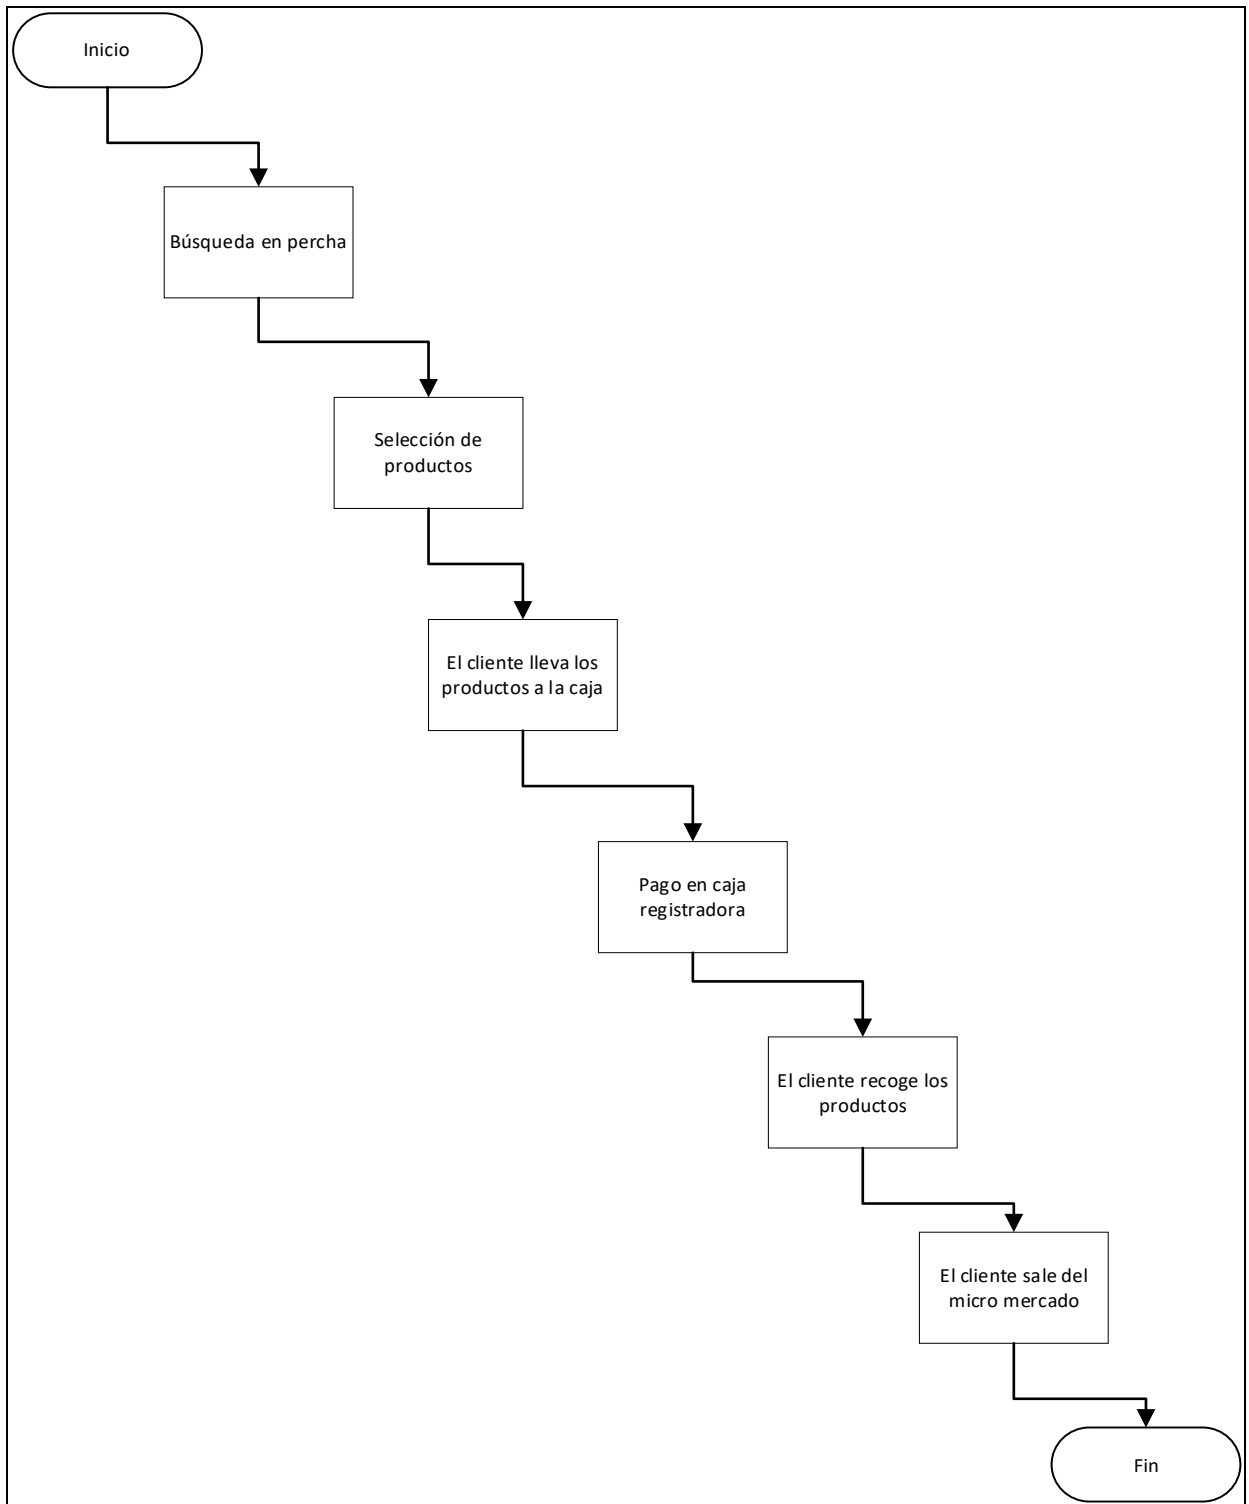 Inicio
Búsqueda en percha
Selección de
productos
El cliente lleva los
productos a la caja
Pago en caja
registradora
El cliente recoge los
productos
El cliente sale del
micro mercado
Fin